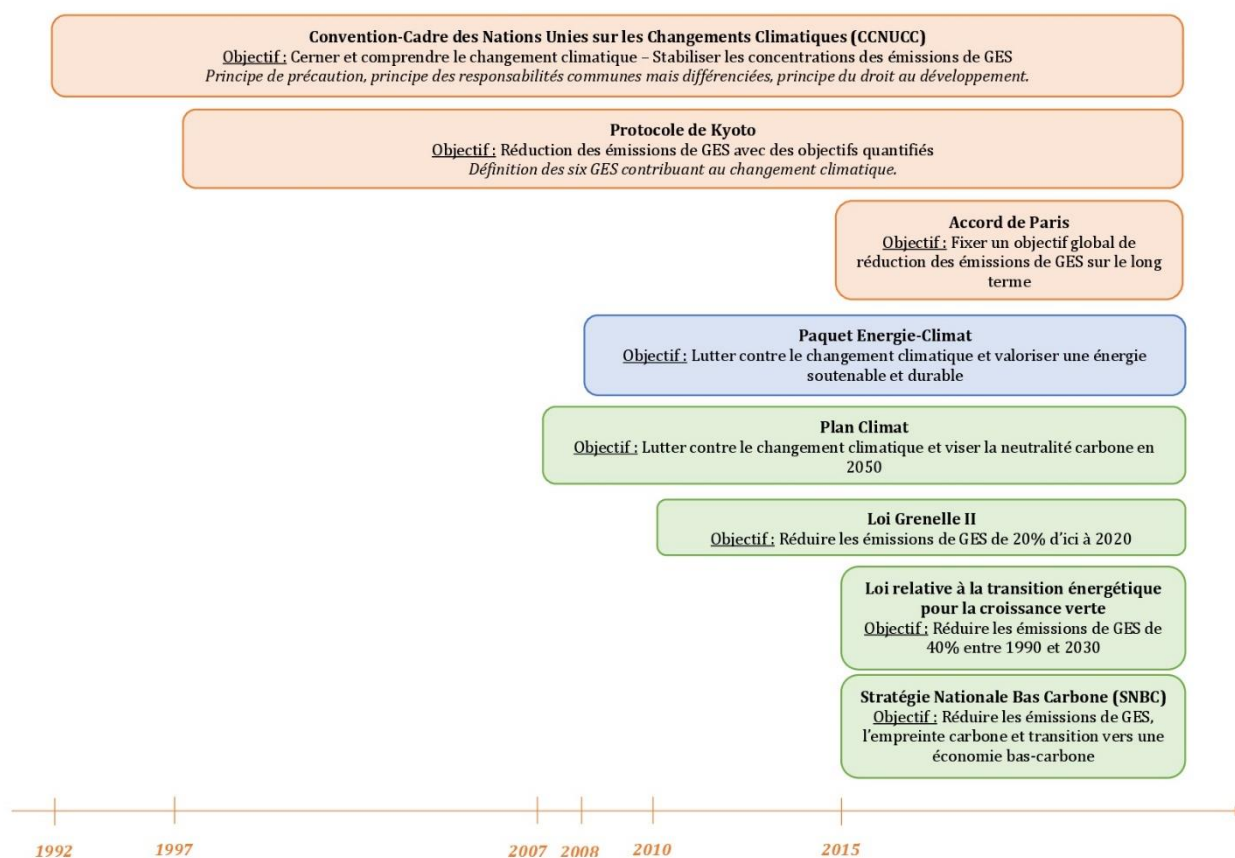 Convention-Cadre des Nations Unies sur les Changements Climatiques (CCNUCC)
Objectif : Cerner et comprendre le changement climatique – Stabiliser les concentrations des émissions de GES
Principe de précaution, principe des responsabilités communes mais différenciées, principe du droit au développement.
Protocole de Kyoto
Objectif : Réduction des émissions de GES avec des objectifs quantifiés
Définition des six GES contribuant au changement climatique.
Accord de Paris
Objectif : Fixer un objectif global de
réduction des émissions de GES sur le long
terme
Paquet Energie-Climat
Objectif : Lutter contre le changement climatique et valoriser une énergie
soutenable et durable
Plan Climat
Objectif : Lutter contre le changement climatique et viser la neutralité carbone en
2050
Loi Grenelle II
Objectif : Réduire les émissions de GES de 20% d'ici à 2020
Loi relative à la transition énergétique
pour la croissance verte
Objectif : Réduire les émissions de GES de
40% entre 1990 et 2030
Stratégie Nationale Bas Carbone (SNBC)
Objectif : Réduire les émissions de GES,
l'empreinte carbone et transition vers une
économie bas-carbone
1992 1997 2007 2008 2010 2015